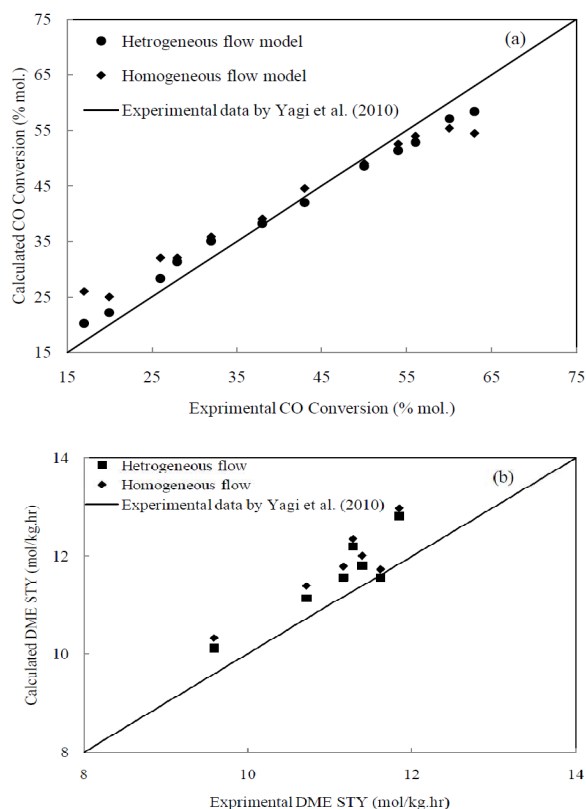 (a)
Hetrogeneous flow model
Homogeneous flow model
Experimental data by Yagi et al. (2010)
75
65
55
45
35
25
15
Calculated CO Conversion (% mol.)
15 25 35 45 55 65 75
Exprimental CO Conversion (% mol.)
(b)
Hetrogeneous flow
Homogeneous flow
Experimental data by Yagi et al. (2010)
14
12
10
8
Calculated DME STY (mol/kg.hr)
8 10 12 14
Exprimental DME STY (mol/kg.hr)